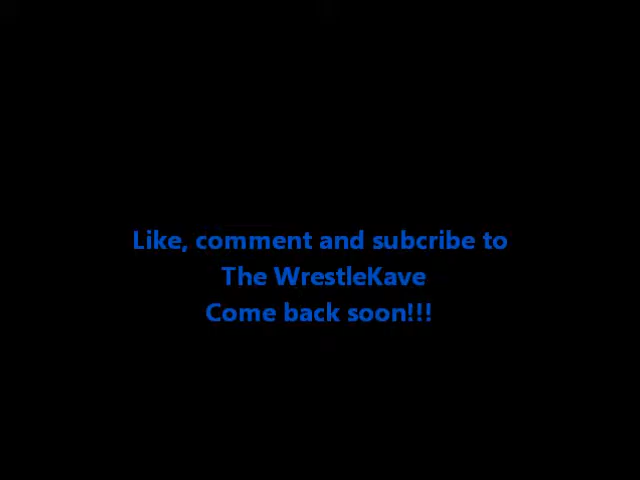 Like, comment and subcribe to
The WrestleKave
Come back soon!!!